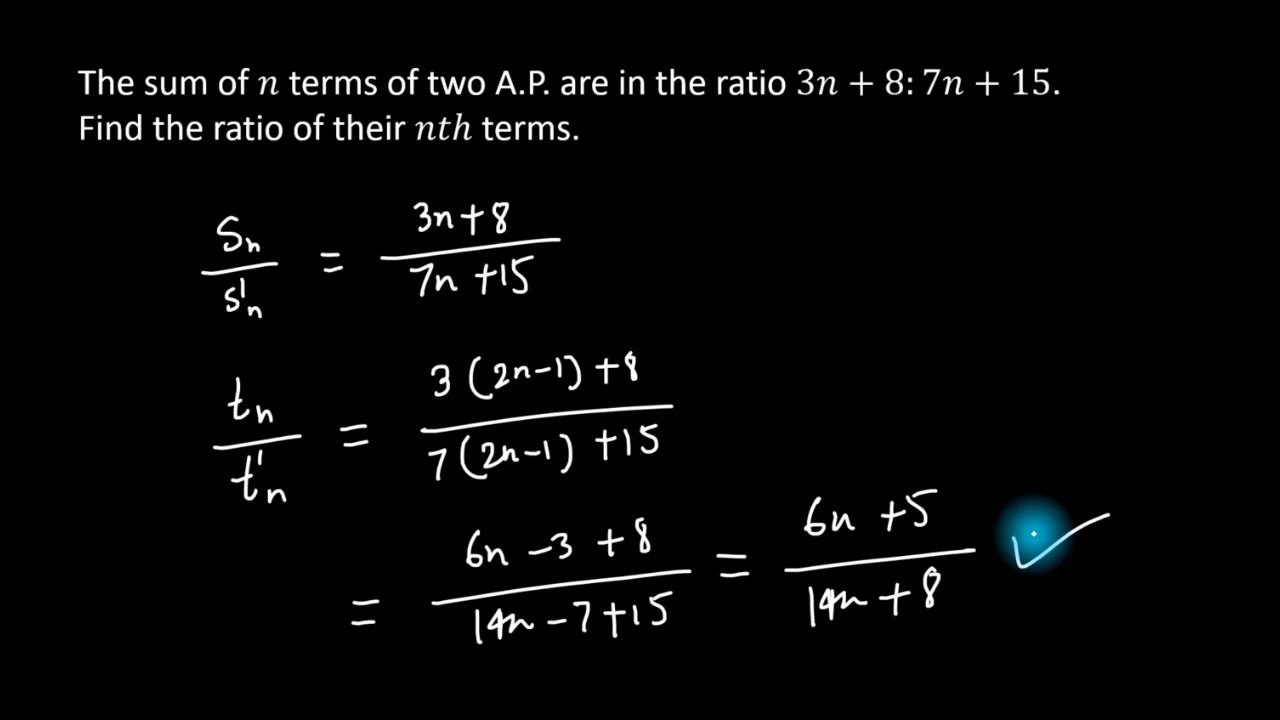 The sum of n terms of two A.P. are in the ratio 3n + 8: 7n + 15.
Find the ratio of their nth terms.
Sn / s'n = 3n+8 / 7n+15
tn / t'n = 3(2n-1)+8 / 7(2n-1)+15
= 6n-3+8 / 14n-7+15 = 6n+5 / 14n+8 ✓